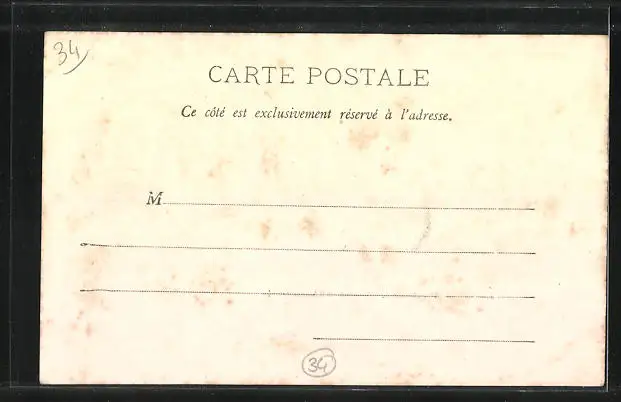 34
CARTE POSTALE
Ce côté est exclusivement réservé à l'adresse.
M
34